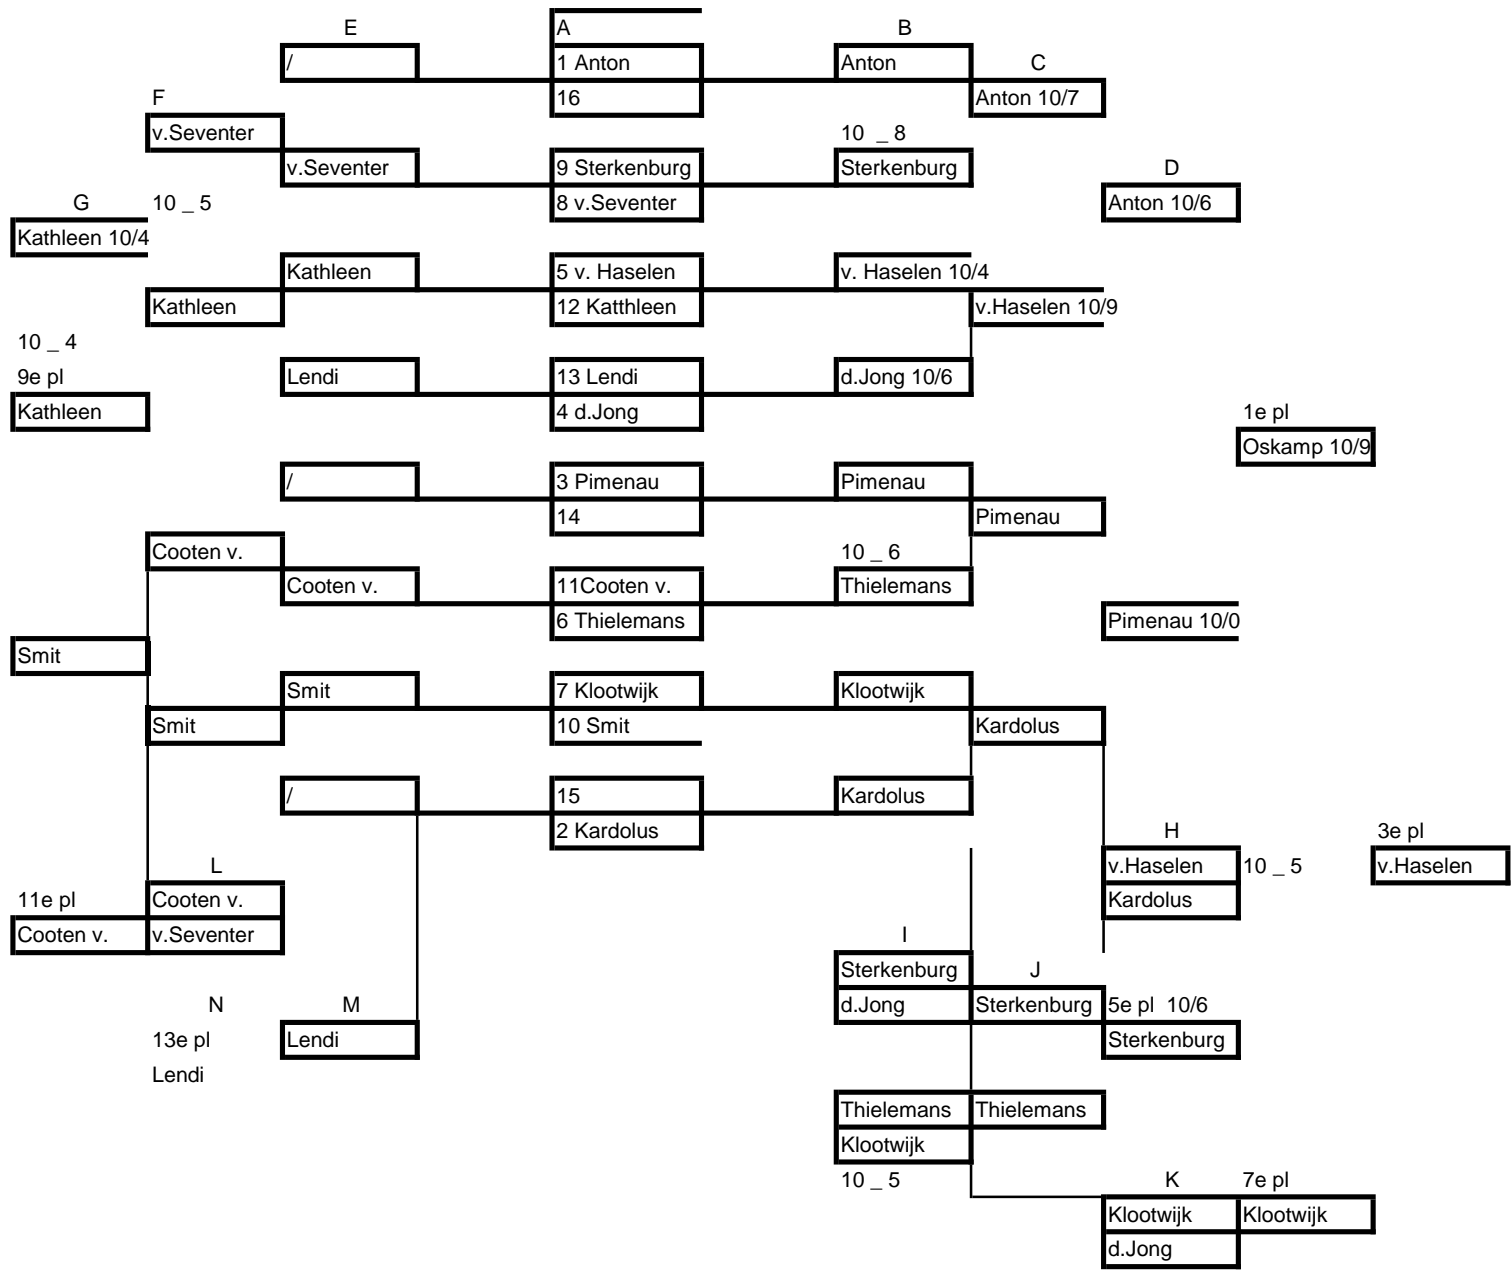 E A B
/ 1 Anton Anton C
F 16 Anton 10/7
v.Seventer 10 _ 8
v.Seventer 9 Sterkenburg Sterkenburg D
G 10 _ 5 8 v.Seventer Anton 10/6
Kathleen 10/4
Kathleen 5 v. Haselen v. Haselen 10/4
Kathleen 12 Katthleen v.Haselen 10/9
10 _ 4
9e pl Lendi 13 Lendi d.Jong 10/6
Kathleen 4 d.Jong 1e pl
Oskamp 10/9
/ 3 Pimenau Pimenau
14 Pimenau
Cooten v. 10 _ 6
Cooten v. 11Cooten v. Thielemans
6 Thielemans Pimenau 10/0
Smit
Smit 7 Klootwijk Klootwijk
Smit 10 Smit Kardolus
/ 15 Kardolus
2 Kardolus H 3e pl
L v.Haselen 10 _ 5 v.Haselen
11e pl Cooten v. Kardolus
Cooten v. v.Seventer I
Sterkenburg J
N M d.Jong Sterkenburg 5e pl 10/6
13e pl Lendi Sterkenburg
Lendi
Thielemans Thielemans
Klootwijk
10 _ 5 K 7e pl
Klootwijk Klootwijk
d.Jong